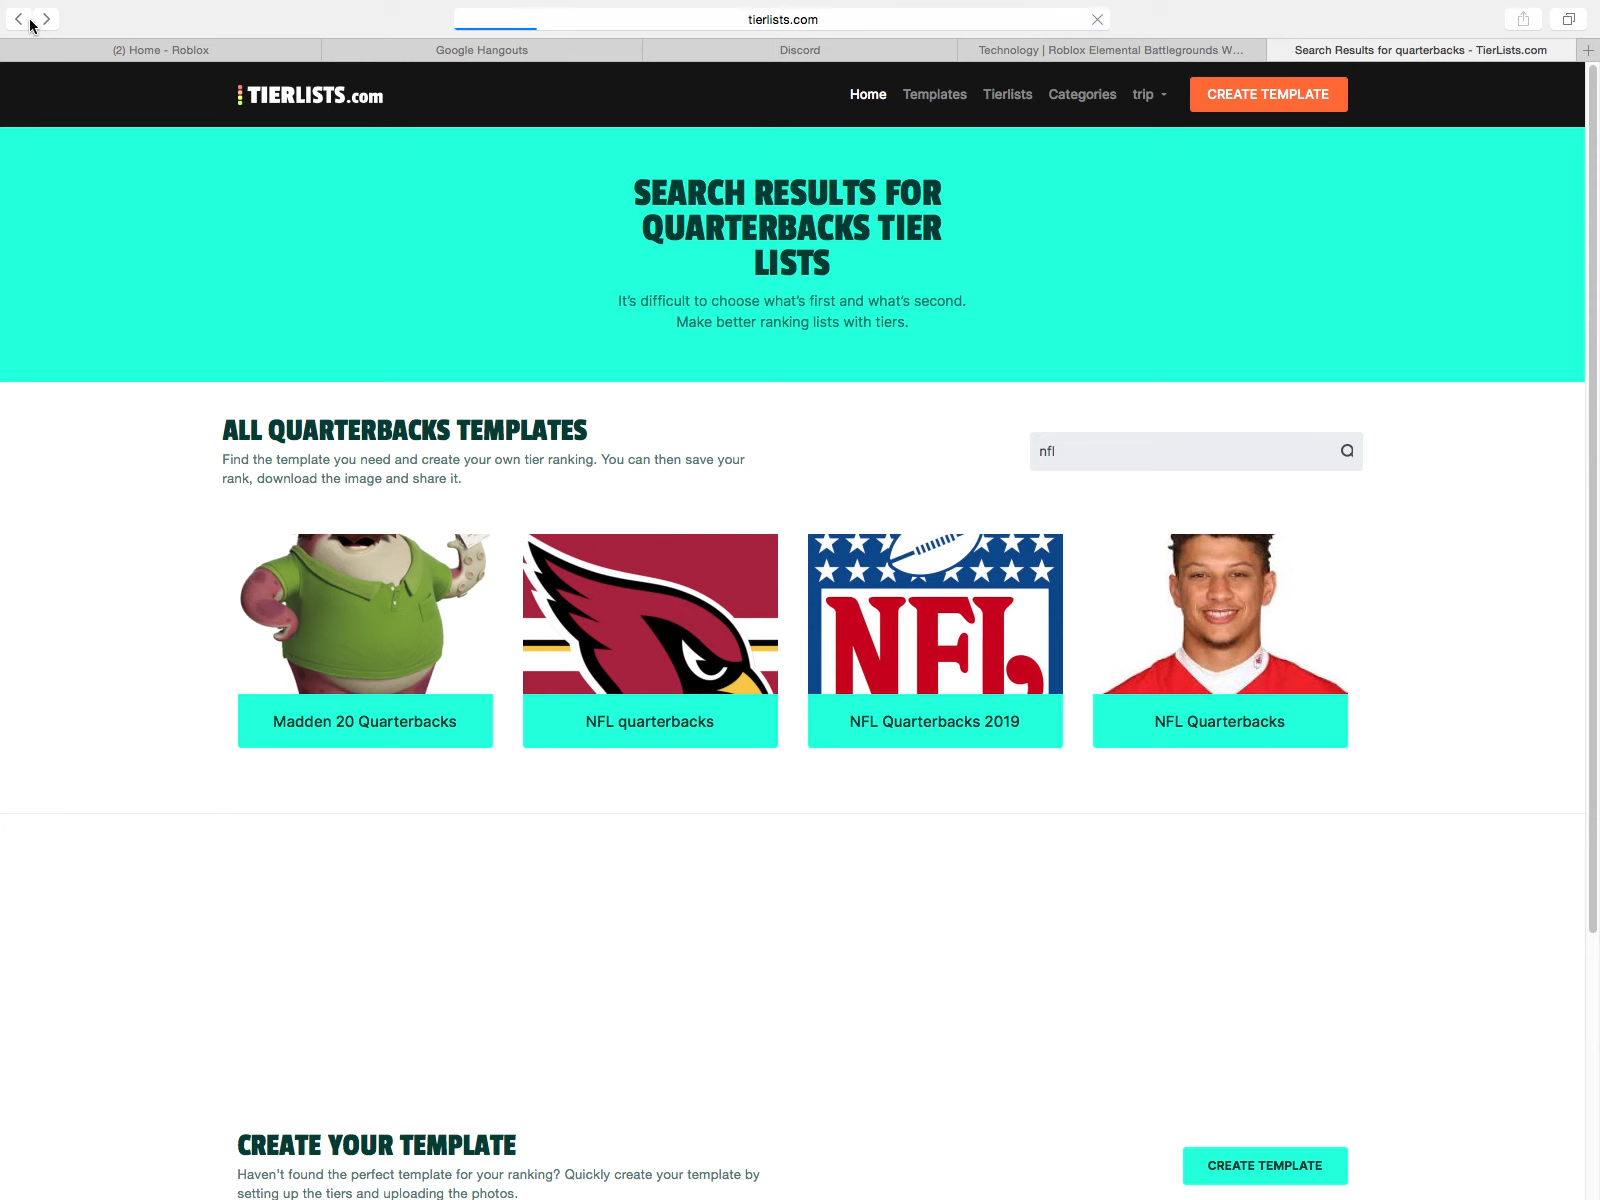 tierlists.com
(2) Home - Roblox
Google Hangouts
Discord
Technology | Roblox Elemental Battlegrounds W...
Search Results for quarterbacks - TierLists.com
TIERLISTS.com
Home
Templates
Tierlists
Categories
trip
CREATE TEMPLATE
SEARCH RESULTS FOR
QUARTERBACKS TIER
LISTS
It's difficult to choose what's first and what's second.
Make better ranking lists with tiers.
ALL QUARTERBACKS TEMPLATES
Find the template you need and create your own tier ranking. You can then save your
rank, download the image and share it.
nfl
NFL
Madden 20 Quarterbacks
NFL quarterbacks
NFL Quarterbacks 2019
NFL Quarterbacks
CREATE YOUR TEMPLATE
Haven't found the perfect template for your ranking? Quickly create your template by
setting up the tiers and uploading the photos.
CREATE TEMPLATE